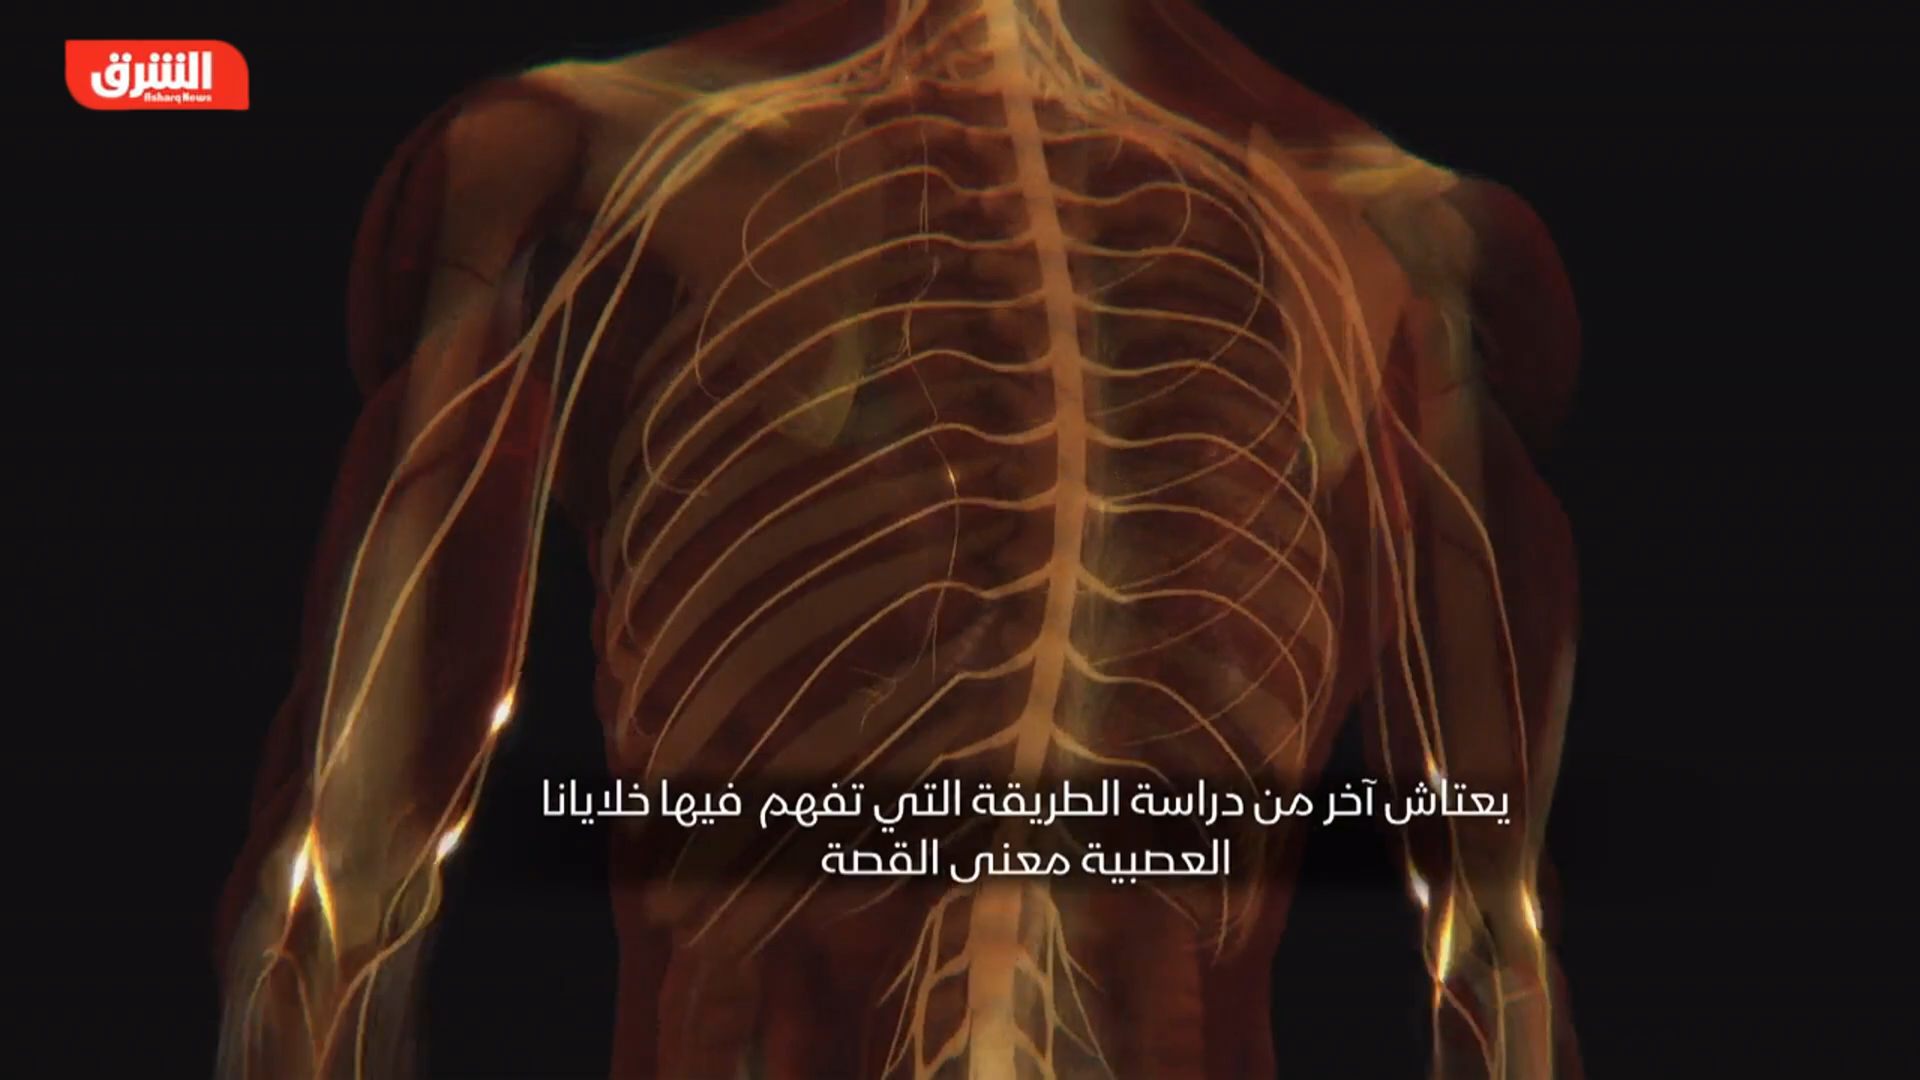 الشرق
Asharq News
يعتاش آخر من دراسة الطريقة التي تفهم فيها خلايانا
العصبية معنى القصة